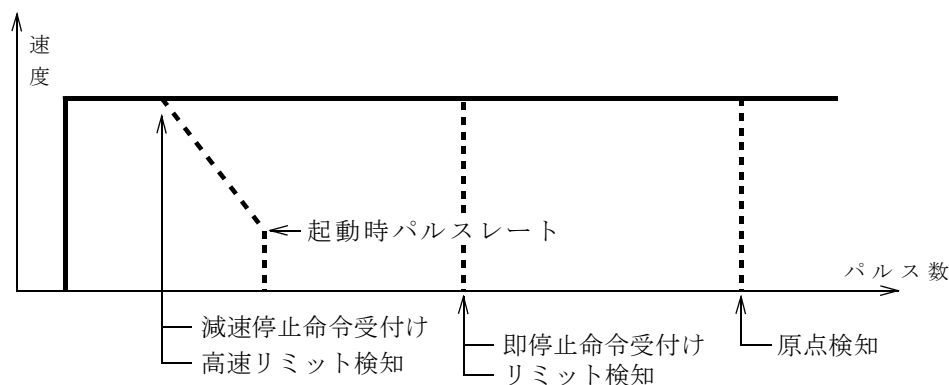 速度
起動時パルスレート
パルス数
減速停止命令受付け
高速リミット検知
即停止命令受付け
リミット検知
原点検知